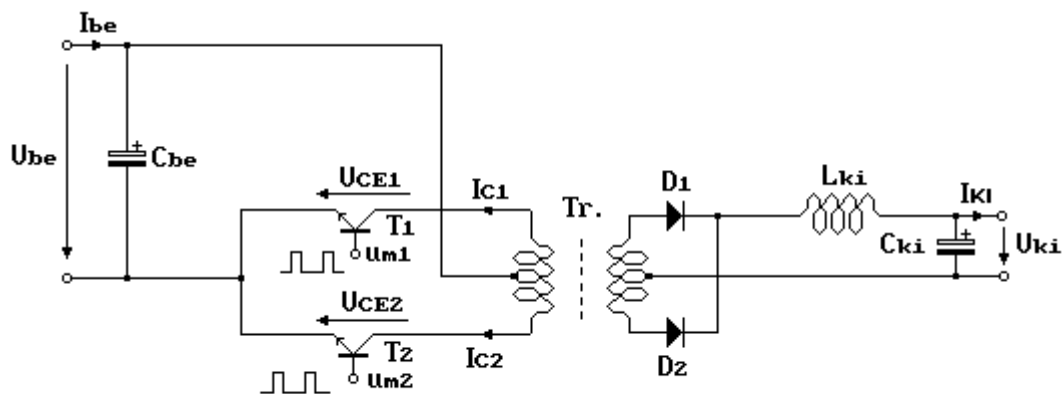 Ibe
Ube
+
Cbe
UCE1
IC1
T1
Um1
UCE2
IC2
T2
Um2
Tr.
D1
D2
Lki
IKI
Cki
+
Uki